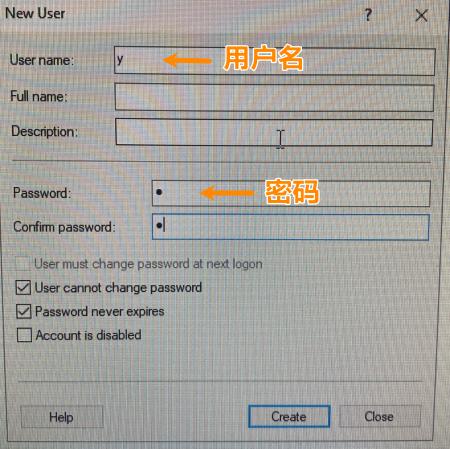 New User ?
User name: y 用户名
Full name:
Description:
Password: ● 密码
Confirm password: ●
User must change password at next logon
User cannot change password
Password never expires
Account is disabled
Help Create Close